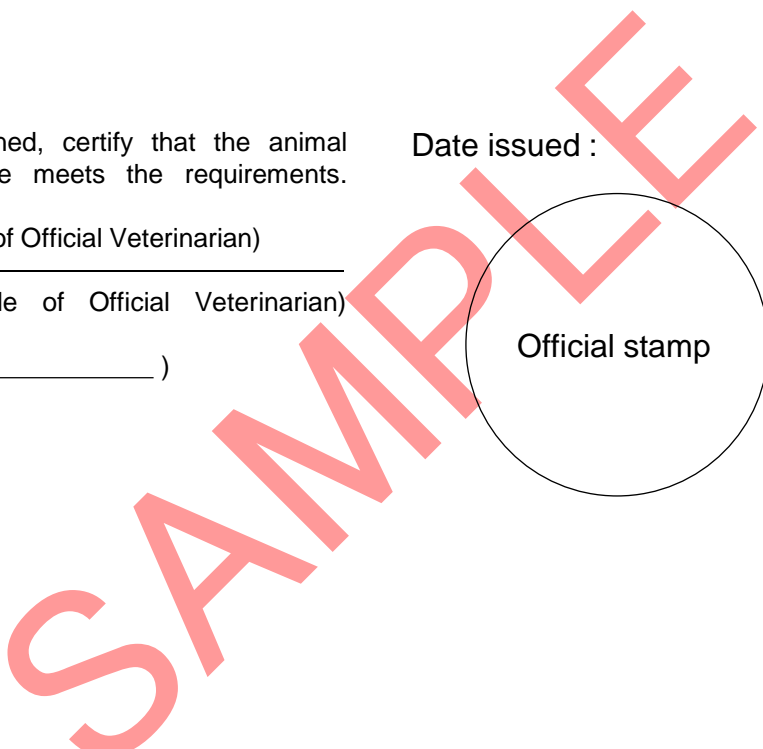 ned, certify that the animal
e meets the requirements.
of Official Veterinarian)
le of Official Veterinarian)
____________ )
Date issued :
Official stamp
SAMPLE